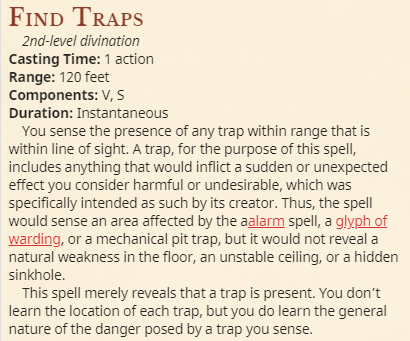 Find Traps
2nd-level divination
Casting Time: 1 action
Range: 120 feet
Components: V, S
Duration: Instantaneous
You sense the presence of any trap within range that is
within line of sight. A trap, for the purpose of this spell,
includes anything that would inflict a sudden or unexpected
effect you consider harmful or undesirable, which was
specifically intended as such by its creator. Thus, the spell
would sense an area affected by the aalarm spell, a glyph of
warding, or a mechanical pit trap, but it would not reveal a
natural weakness in the floor, an unstable ceiling, or a hidden
sinkhole.
This spell merely reveals that a trap is present. You don't
learn the location of each trap, but you do learn the general
nature of the danger posed by a trap you sense.